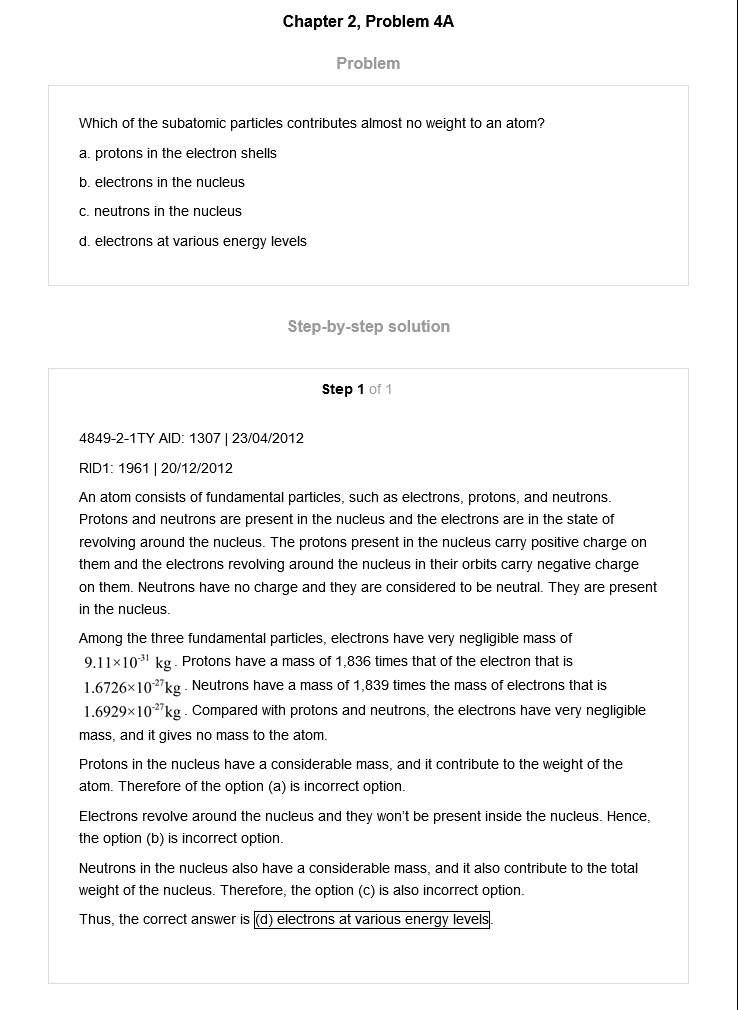 Chapter 2, Problem 4A
Problem
Which of the subatomic particles contributes almost no weight to an atom?
a. protons in the electron shells
b. electrons in the nucleus
c. neutrons in the nucleus
d. electrons at various energy levels
Step-by-step solution
Step 1 of 1
4849-2-1TY AID: 1307 | 23/04/2012
RID1: 1961 | 20/12/2012
An atom consists of fundamental particles, such as electrons, protons, and neutrons.
Protons and neutrons are present in the nucleus and the electrons are in the state of
revolving around the nucleus. The protons present in the nucleus carry positive charge on
them and the electrons revolving around the nucleus in their orbits carry negative charge
on them. Neutrons have no charge and they are considered to be neutral. They are present
in the nucleus.
Among the three fundamental particles, electrons have very negligible mass of
9.11×10⁻³¹ kg. Protons have a mass of 1,836 times that of the electron that is
1.6726×10⁻²⁷kg. Neutrons have a mass of 1,839 times the mass of electrons that is
1.6929×10⁻²⁷kg. Compared with protons and neutrons, the electrons have very negligible
mass, and it gives no mass to the atom.
Protons in the nucleus have a considerable mass, and it contribute to the weight of the
atom. Therefore of the option (a) is incorrect option.
Electrons revolve around the nucleus and they won't be present inside the nucleus. Hence,
the option (b) is incorrect option.
Neutrons in the nucleus also have a considerable mass, and it also contribute to the total
weight of the nucleus. Therefore, the option (c) is also incorrect option.
Thus, the correct answer is (d) electrons at various energy levels.